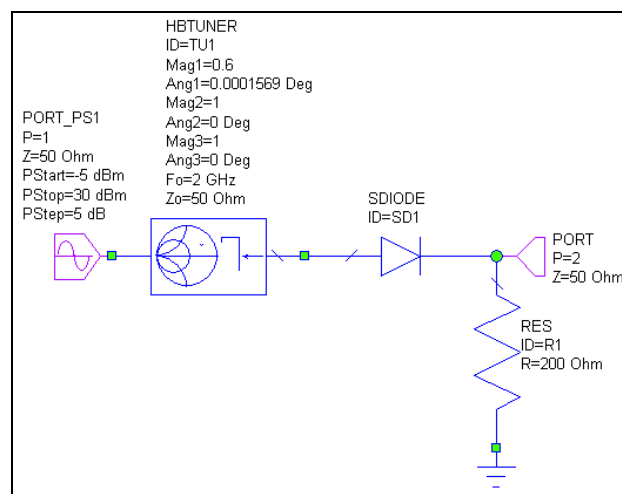 HBTUNER
ID=TU1
Mag1=0.6
Ang1=0.0001569 Deg
Mag2=1
Ang2=0 Deg
Mag3=1
Ang3=0 Deg
Fo=2 GHz
Zo=50 Ohm
PORT_PS1
P=1
Z=50 Ohm
PStart=-5 dBm
PStop=30 dBm
PStep=5 dB
SDIODE
ID=SD1
PORT
P=2
Z=50 Ohm
RES
ID=R1
R=200 Ohm